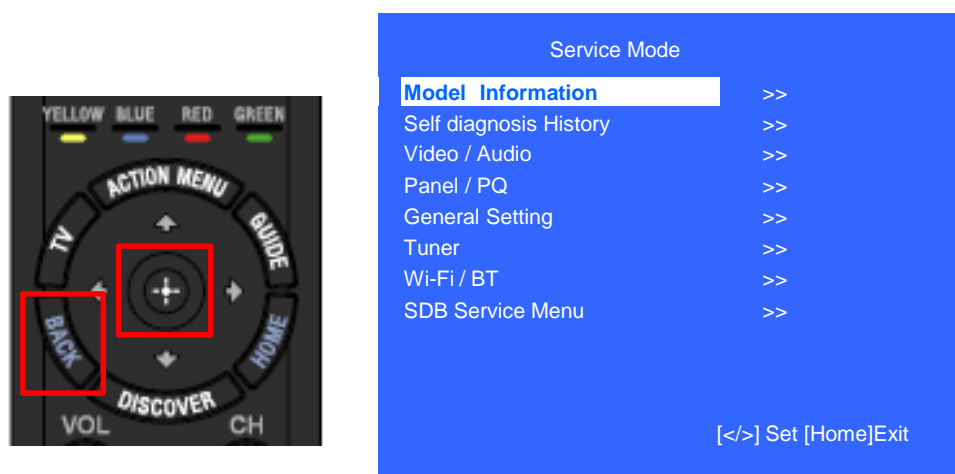 YELLOW BLUE RED GREEN
ACTION MENU
TV
GUIDE
BACK
HOME
DISCOVER
VOL CH
Service Mode
Model Information >>
Self diagnosis History >>
Video / Audio >>
Panel / PQ >>
General Setting >>
Tuner >>
Wi-Fi / BT >>
SDB Service Menu >>
[</>] Set [Home]Exit